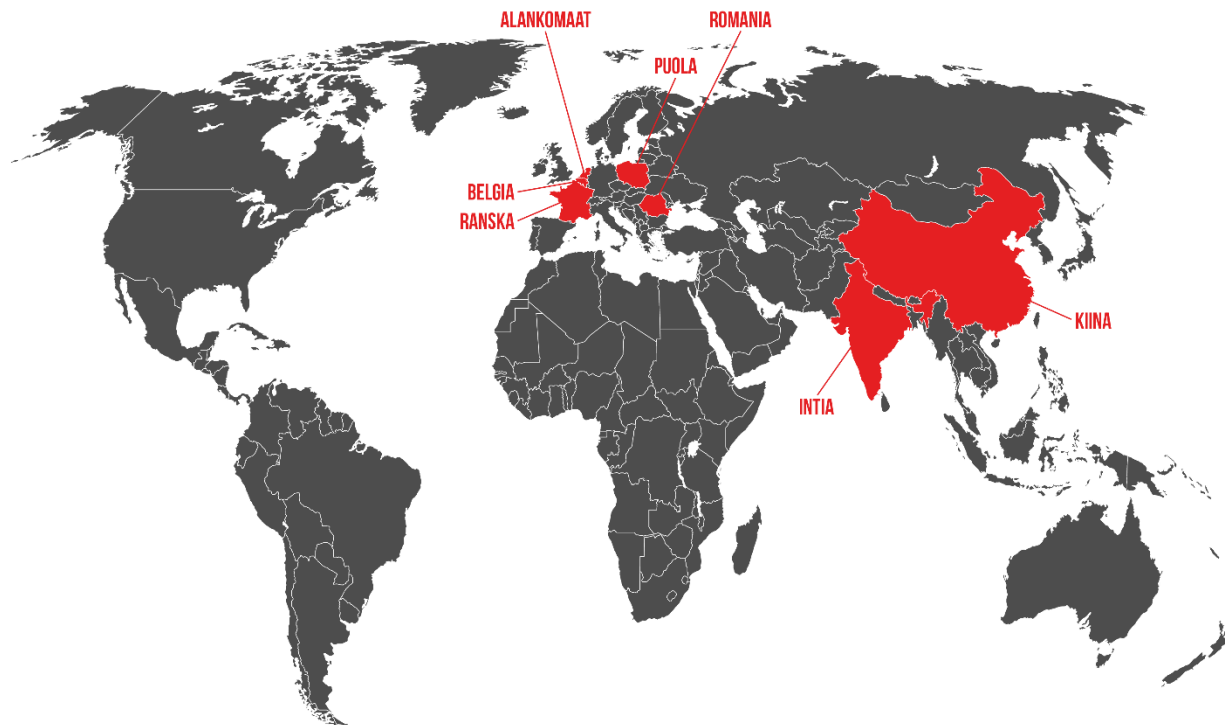 ALANKOMAAT
ROMANIA
PUOLA
BELGIA
RANSKA
KIINA
INTIA